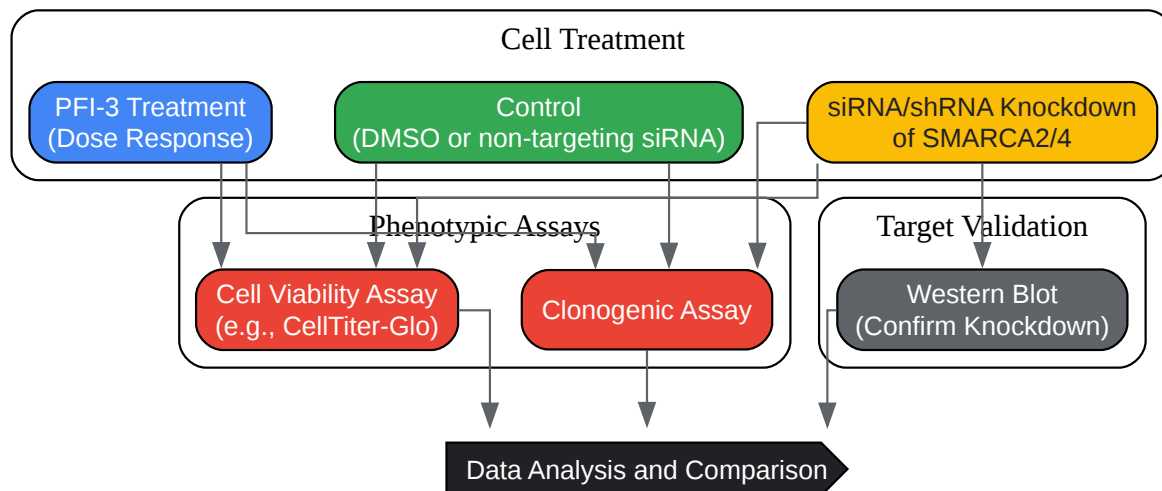 Cell Treatment
PFI-3 Treatment
(Dose Response)
Control
(DMSO or non-targeting siRNA)
siRNA/shRNA Knockdown
of SMARCA2/4
Phenotypic Assays
Target Validation
Cell Viability Assay
(e.g., CellTiter-Glo)
Clonogenic Assay
Western Blot
(Confirm Knockdown)
Data Analysis and Comparison